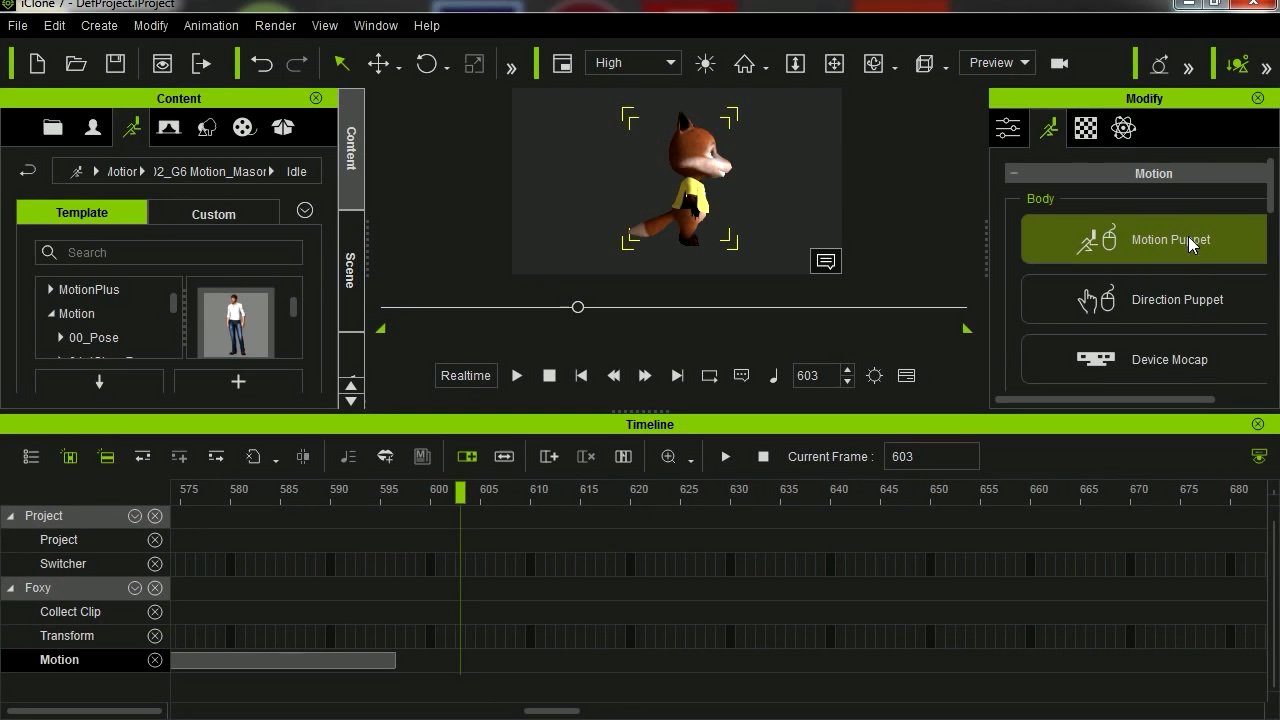 iClone 7 - DefProject.iProject
File Edit Create Modify Animation Render View Window Help
High Preview
Content
Modify
Motion 02_G6 Motion_Mason Idle
Template Custom
Search
MotionPlus
Motion
00_Pose
Content
Scene
Motion
Body
Motion Puppet
Direction Puppet
Device Mocap
Realtime 603
Timeline
Current Frame : 603
575 580 585 590 595 600 605 610 615 620 625 630 635 640 645 650 655 660 665 670 675 680
Project
Project
Switcher
Foxy
Collect Clip
Transform
Motion